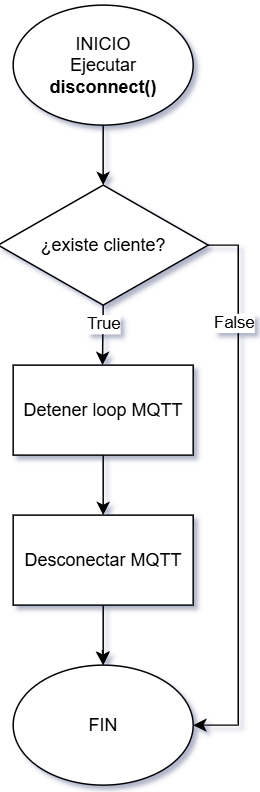 INICIO
Ejecutar
disconnect()
¿existe cliente?
True
False
Detener loop MQTT
Desconectar MQTT
FIN